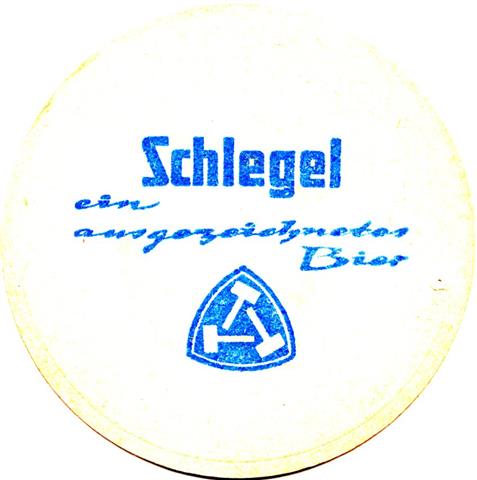 Schlegel
ein
ausgezeichnetes
Bier